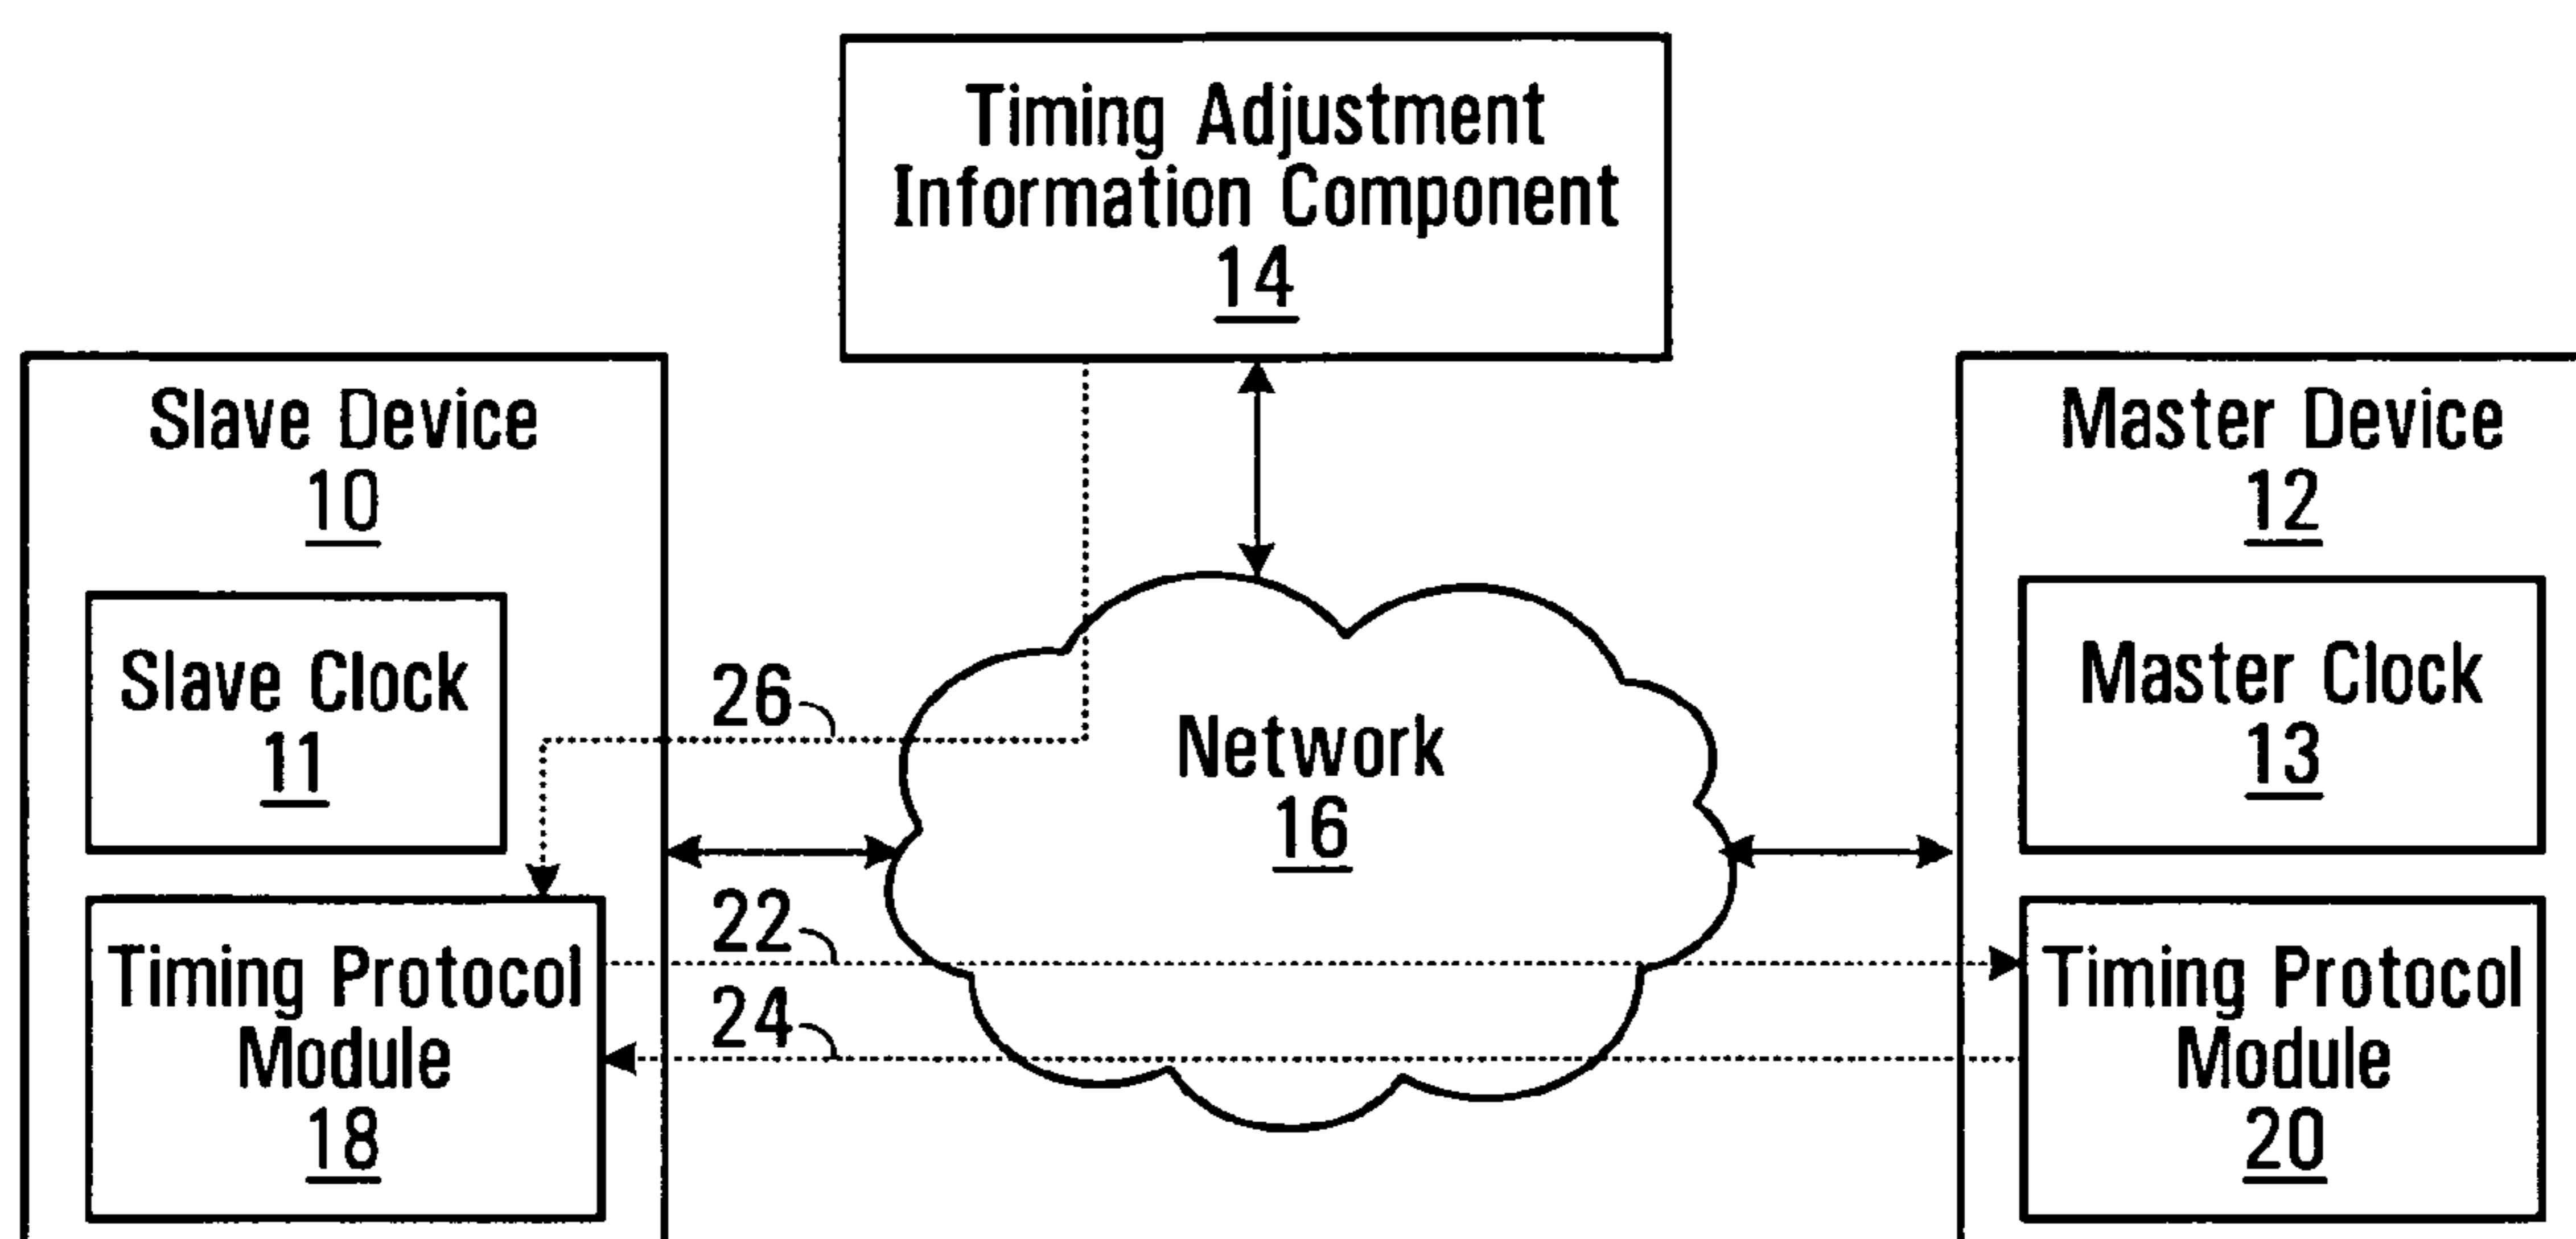 Timing Adjustment
Information Component
14
Slave Device
10
Slave Clock
11
Timing Protocol
Module
18
26
22
24
Network
16
Master Device
12
Master Clock
13
Timing Protocol
Module
20